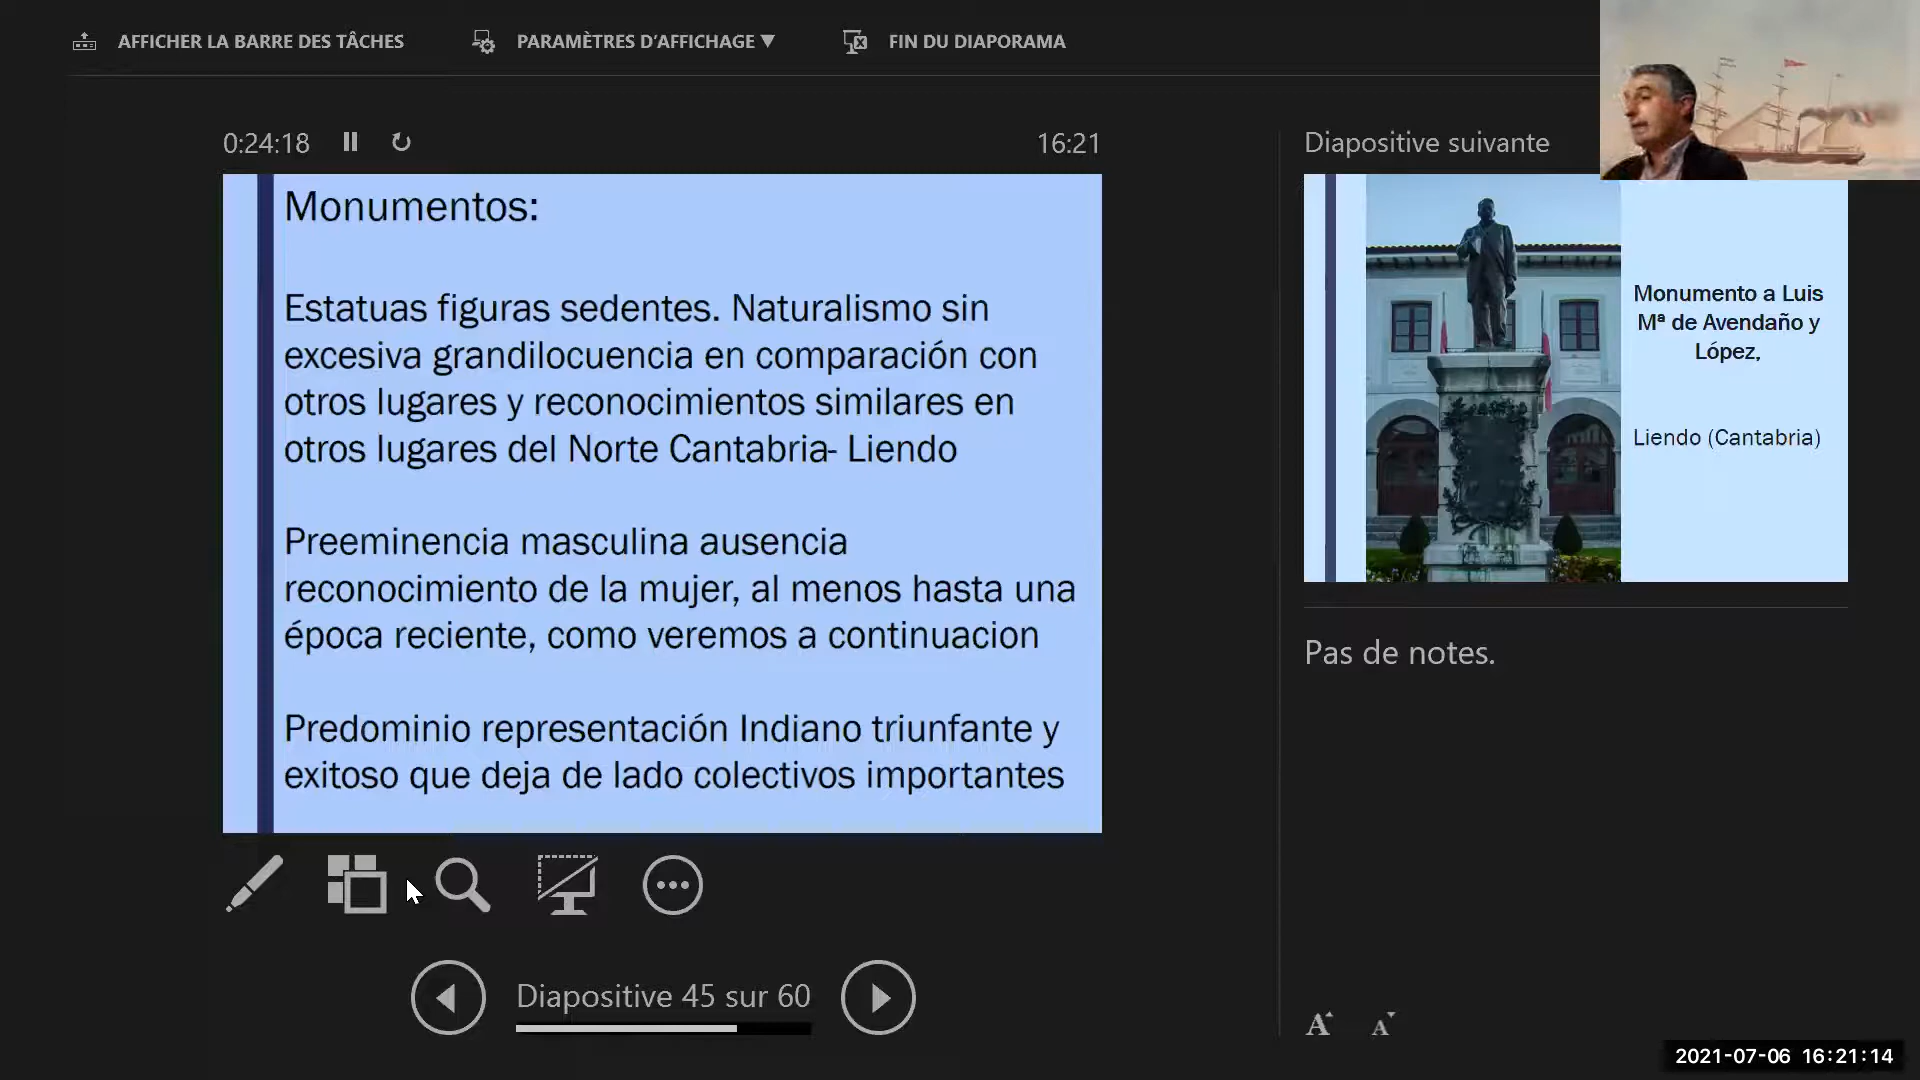 AFFICHER LA BARRE DES TÂCHES
PARAMÈTRES D'AFFICHAGE ▼
FIN DU DIAPORAMA
0:24:18
16:21
Monumentos:
Estatuas figuras sedentes. Naturalismo sin
excesiva grandilocuencia en comparación con
otros lugares y reconocimientos similares en
otros lugares del Norte Cantabria- Liendo
Preeminencia masculina ausencia
reconocimiento de la mujer, al menos hasta una
época reciente, como veremos a continuacion
Predominio representación Indiano triunfante y
exitoso que deja de lado colectivos importantes
Diapositive 45 sur 60
Diapositive suivante
Monumento a Luis
Mª de Avendaño y
López,
Liendo (Cantabria)
Pas de notes.
A A
2021-07-06 16:21:14